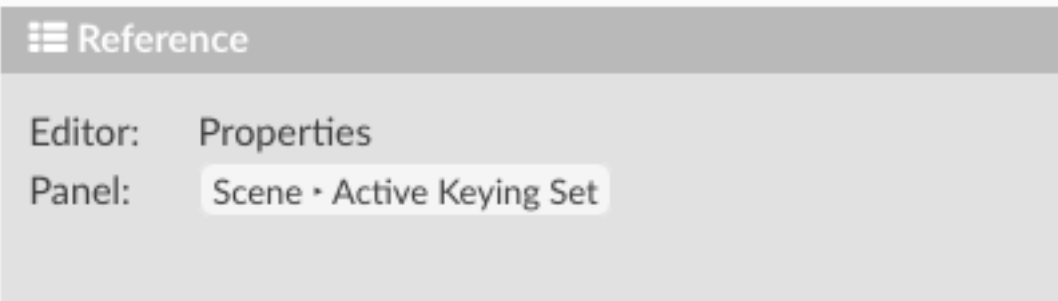 Reference
Editor: Properties
Panel: Scene ‣ Active Keying Set